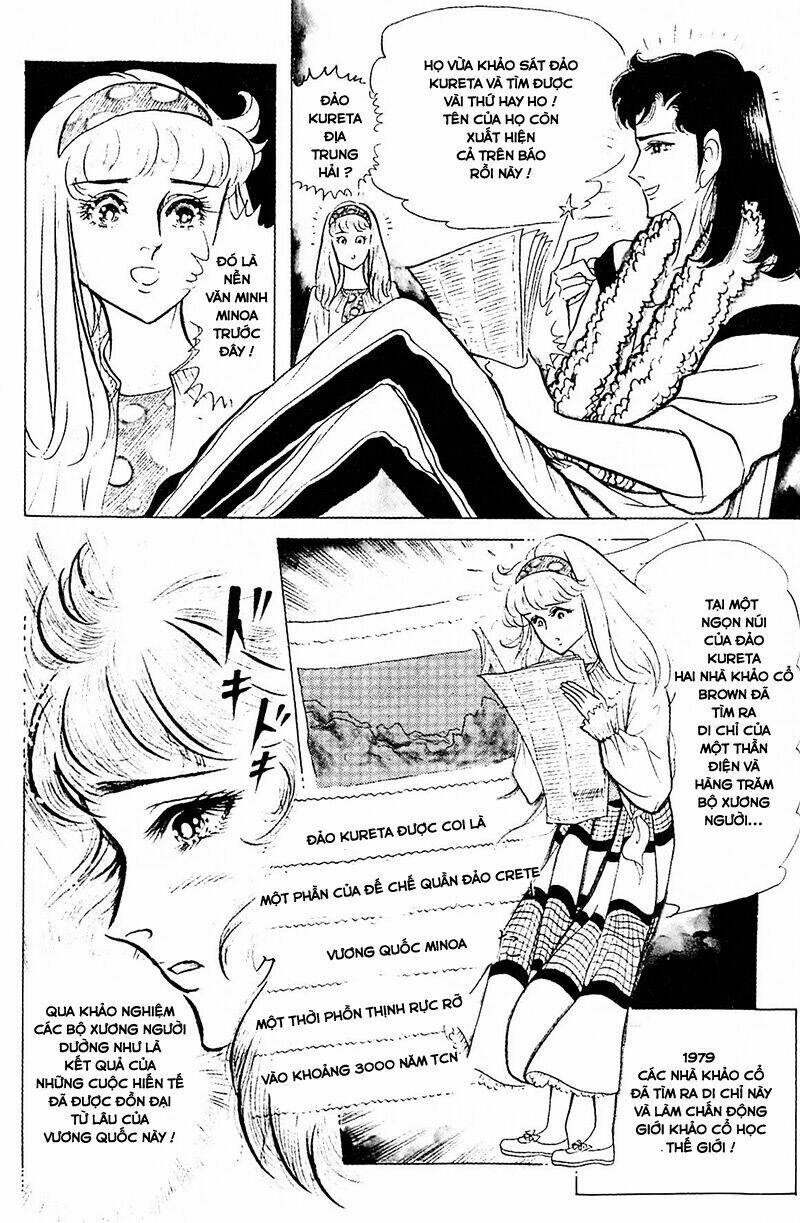 HỌ VỪA KHẢO SÁT ĐẢO
KURETA VÀ TÌM ĐƯỢC
VÀI THỨ HAY HO !
TÊN CỦA HỌ CÒN
XUẤT HIỆN
CẢ TRÊN BÁO
RỒI NÀY !
ĐẢO
KURETA
ĐỊA
TRUNG
HẢI ?
ĐÓ LÀ
NỀN
VĂN MINH
MINOA
TRƯỚC
ĐÂY !
TẠI MỘT
NGỌN NÚI
CỦA ĐẢO
KURETA
HAI NHÀ KHẢO CỔ
BROWN ĐÃ
TÌM RA
DI CHỈ CỦA
MỘT THẦN
ĐIỆN VÀ
HÀNG TRĂM
BỘ XƯƠNG
NGƯỜI...
ドキ
ドキ
ĐẢO KURETA ĐƯỢC COI LÀ
MỘT PHẦN CỦA ĐẾ CHẾ QUẦN ĐẢO CRETE
VƯƠNG QUỐC MINOA
MỘT THỜI PHỒN THỊNH RỰC RỠ
VÀO KHOẢNG 3000 NĂM TCN
QUA KHẢO NGHIỆM
CÁC BỘ XƯƠNG NGƯỜI
DƯỜNG NHƯ LÀ
KẾT QUẢ CỦA
NHỮNG CUỘC HIẾN TẾ
ĐÃ ĐƯỢC ĐỒN ĐẠI
TỪ LÂU CỦA
VƯƠNG QUỐC NÀY !
1979
CÁC NHÀ KHẢO CỔ
ĐÃ TÌM RA DI CHỈ NÀY
VÀ LÀM CHẤN ĐỘNG
GIỚI KHẢO CỔ HỌC
THẾ GIỚI !